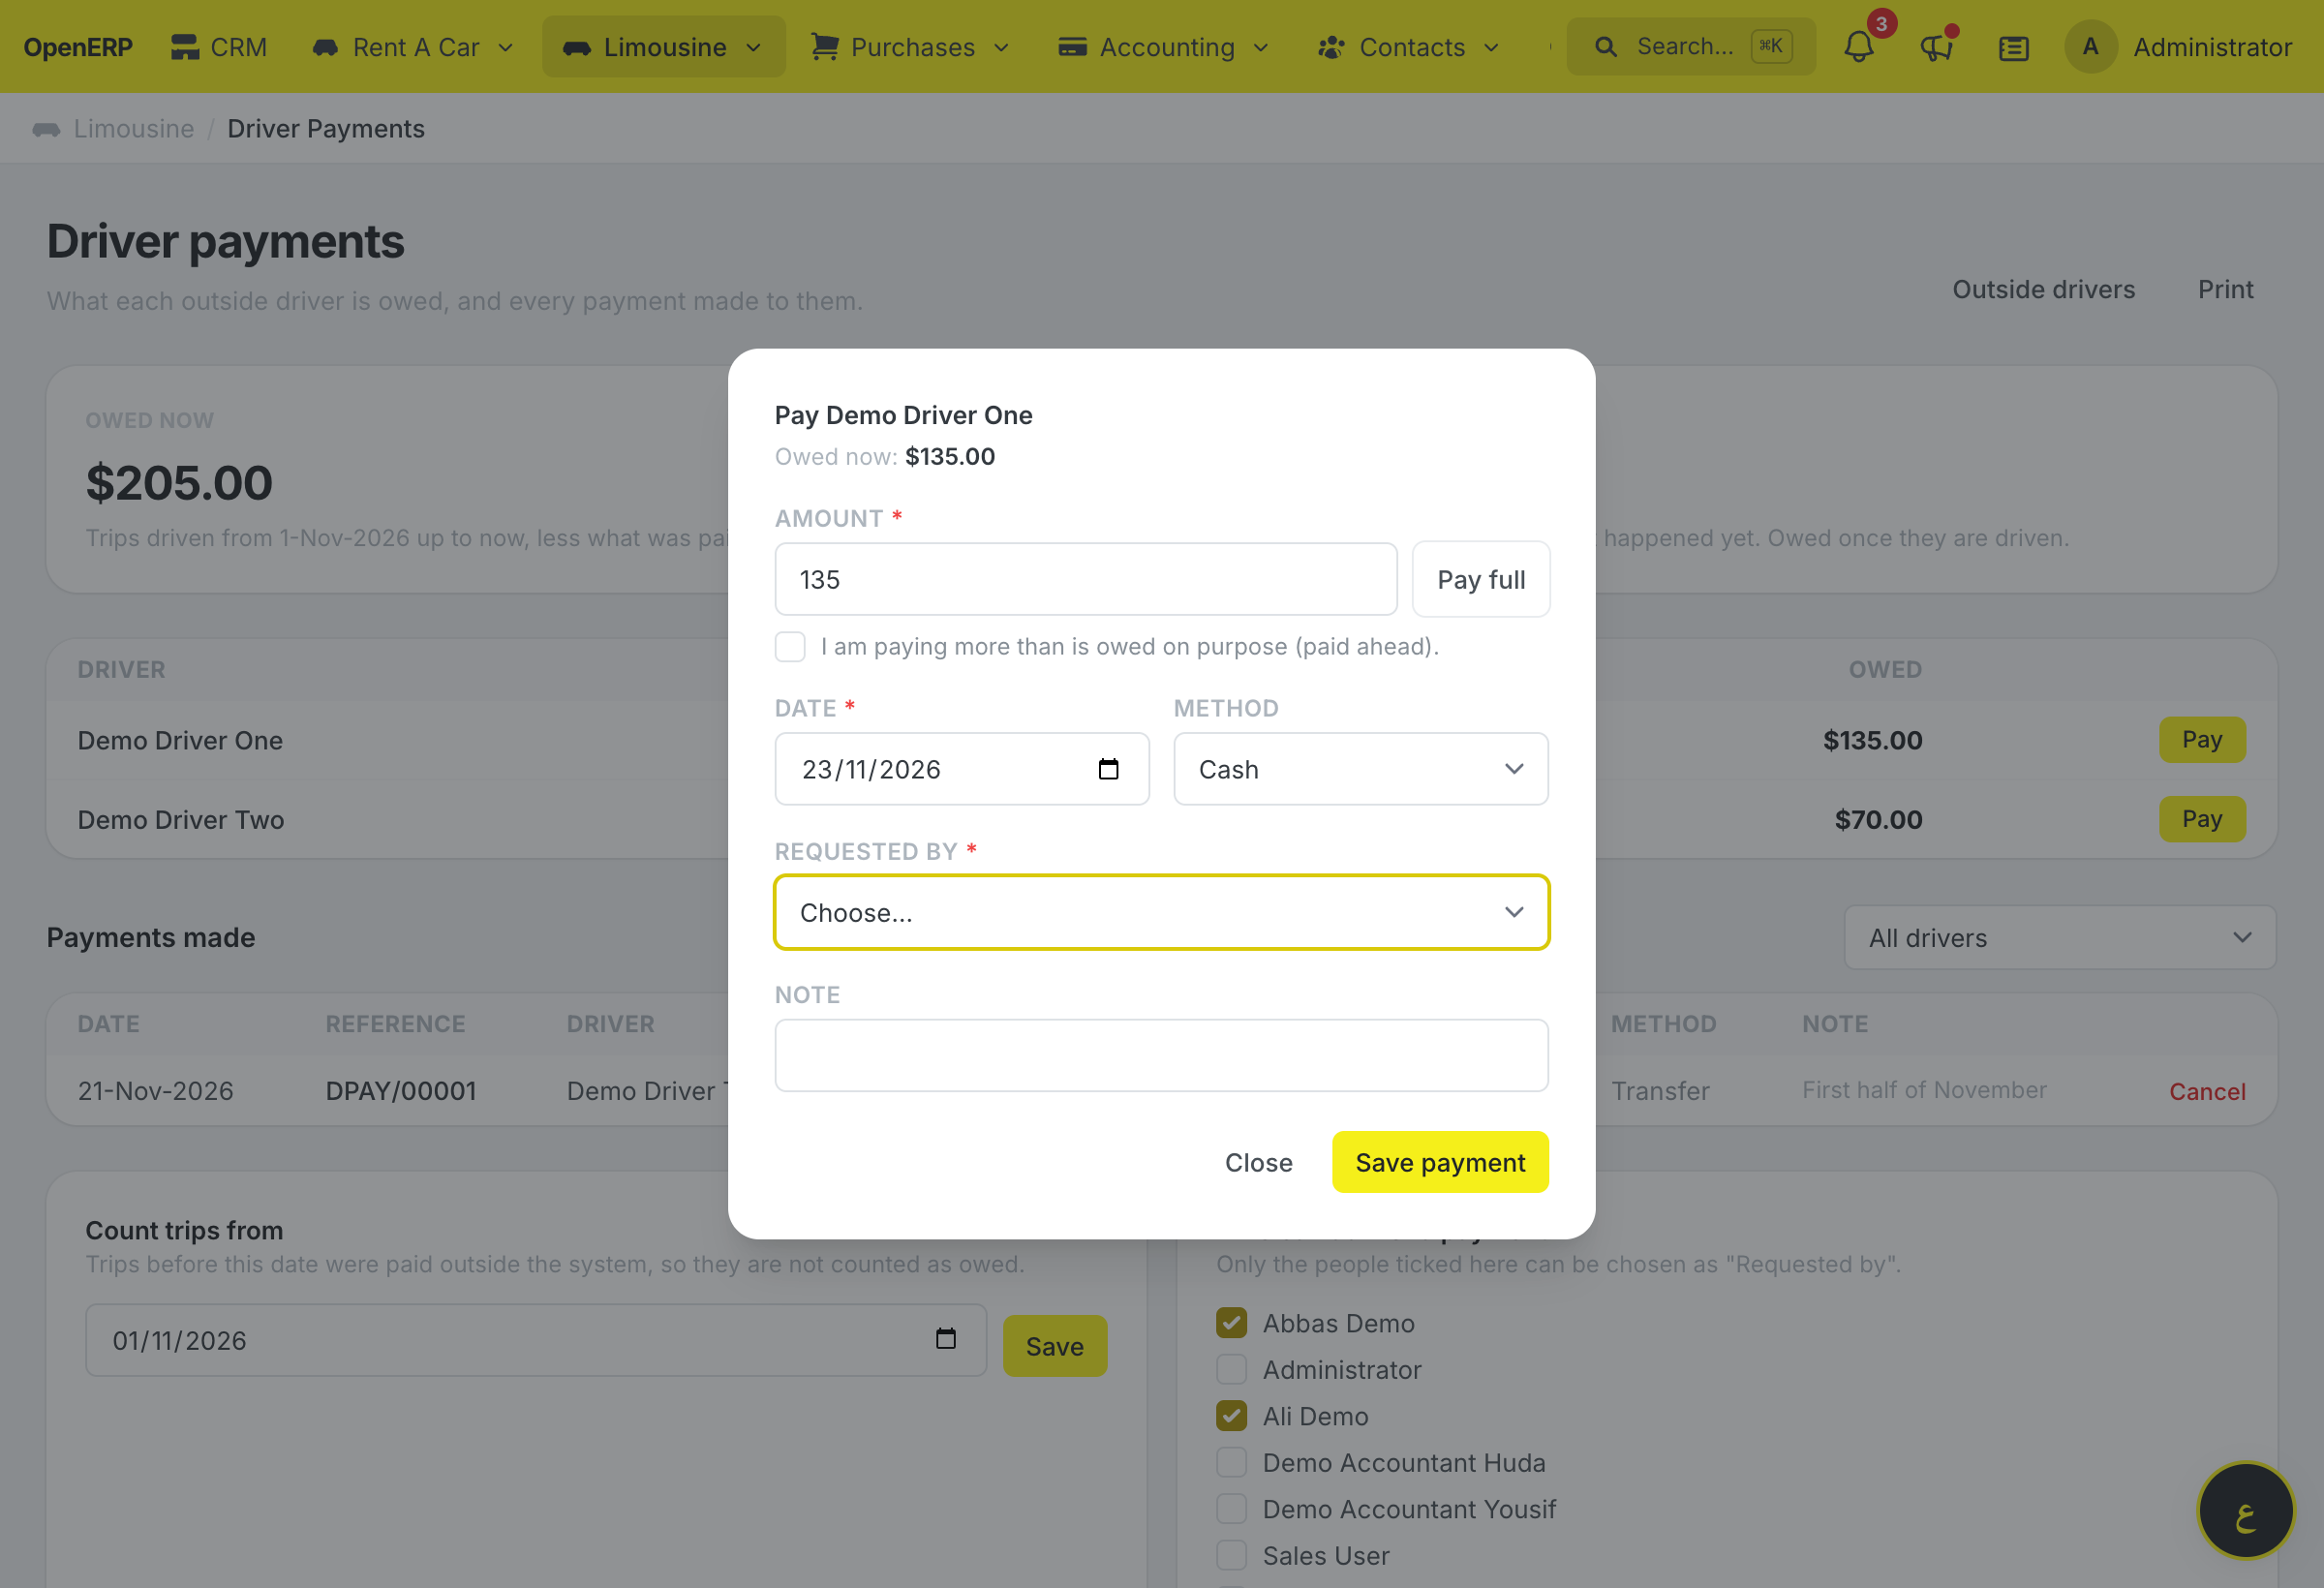 OpenERP CRM Rent A Car Limousine Purchases Accounting Contacts Search... ⌘K 3 A Administrator
Limousine / Driver Payments
Driver payments
What each outside driver is owed, and every payment made to them.
Outside drivers Print
OWED NOW
$205.00
Trips driven from 1-Nov-2026 up to now, less what was
happened yet. Owed once they are driven.
DRIVER OWED
Demo Driver One $135.00 Pay
Demo Driver Two $70.00 Pay
Payments made All drivers
DATE REFERENCE DRIVER METHOD NOTE
21-Nov-2026 DPAY/00001 Demo Driver Transfer First half of November Cancel
Count trips from
Trips before this date were paid outside the system, so they are not counted as owed.
01/11/2026 Save
Only the people ticked here can be chosen as "Requested by".
Abbas Demo
Administrator
Ali Demo
Demo Accountant Huda
Demo Accountant Yousif
Sales User
ع
Pay Demo Driver One
Owed now: $135.00
AMOUNT *
135 Pay full
I am paying more than is owed on purpose (paid ahead).
DATE * METHOD
23/11/2026 Cash
REQUESTED BY *
Choose...
NOTE
Close Save payment